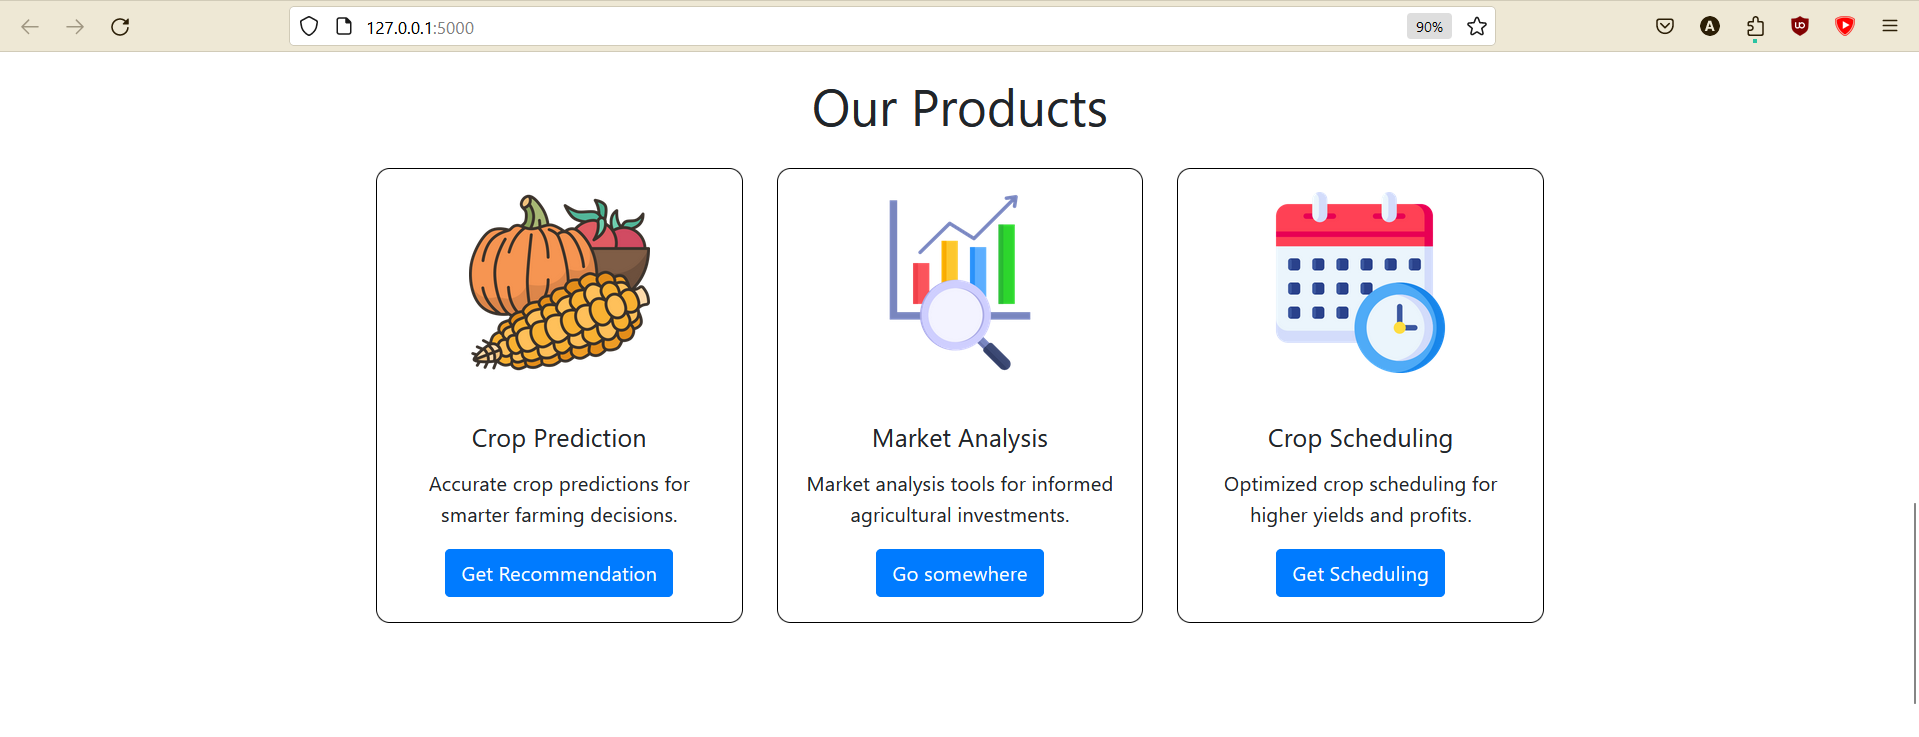 127.0.0.1:5000
90%
Our Products
Crop Prediction
Accurate crop predictions for
smarter farming decisions.
Get Recommendation
Market Analysis
Market analysis tools for informed
agricultural investments.
Go somewhere
Crop Scheduling
Optimized crop scheduling for
higher yields and profits.
Get Scheduling